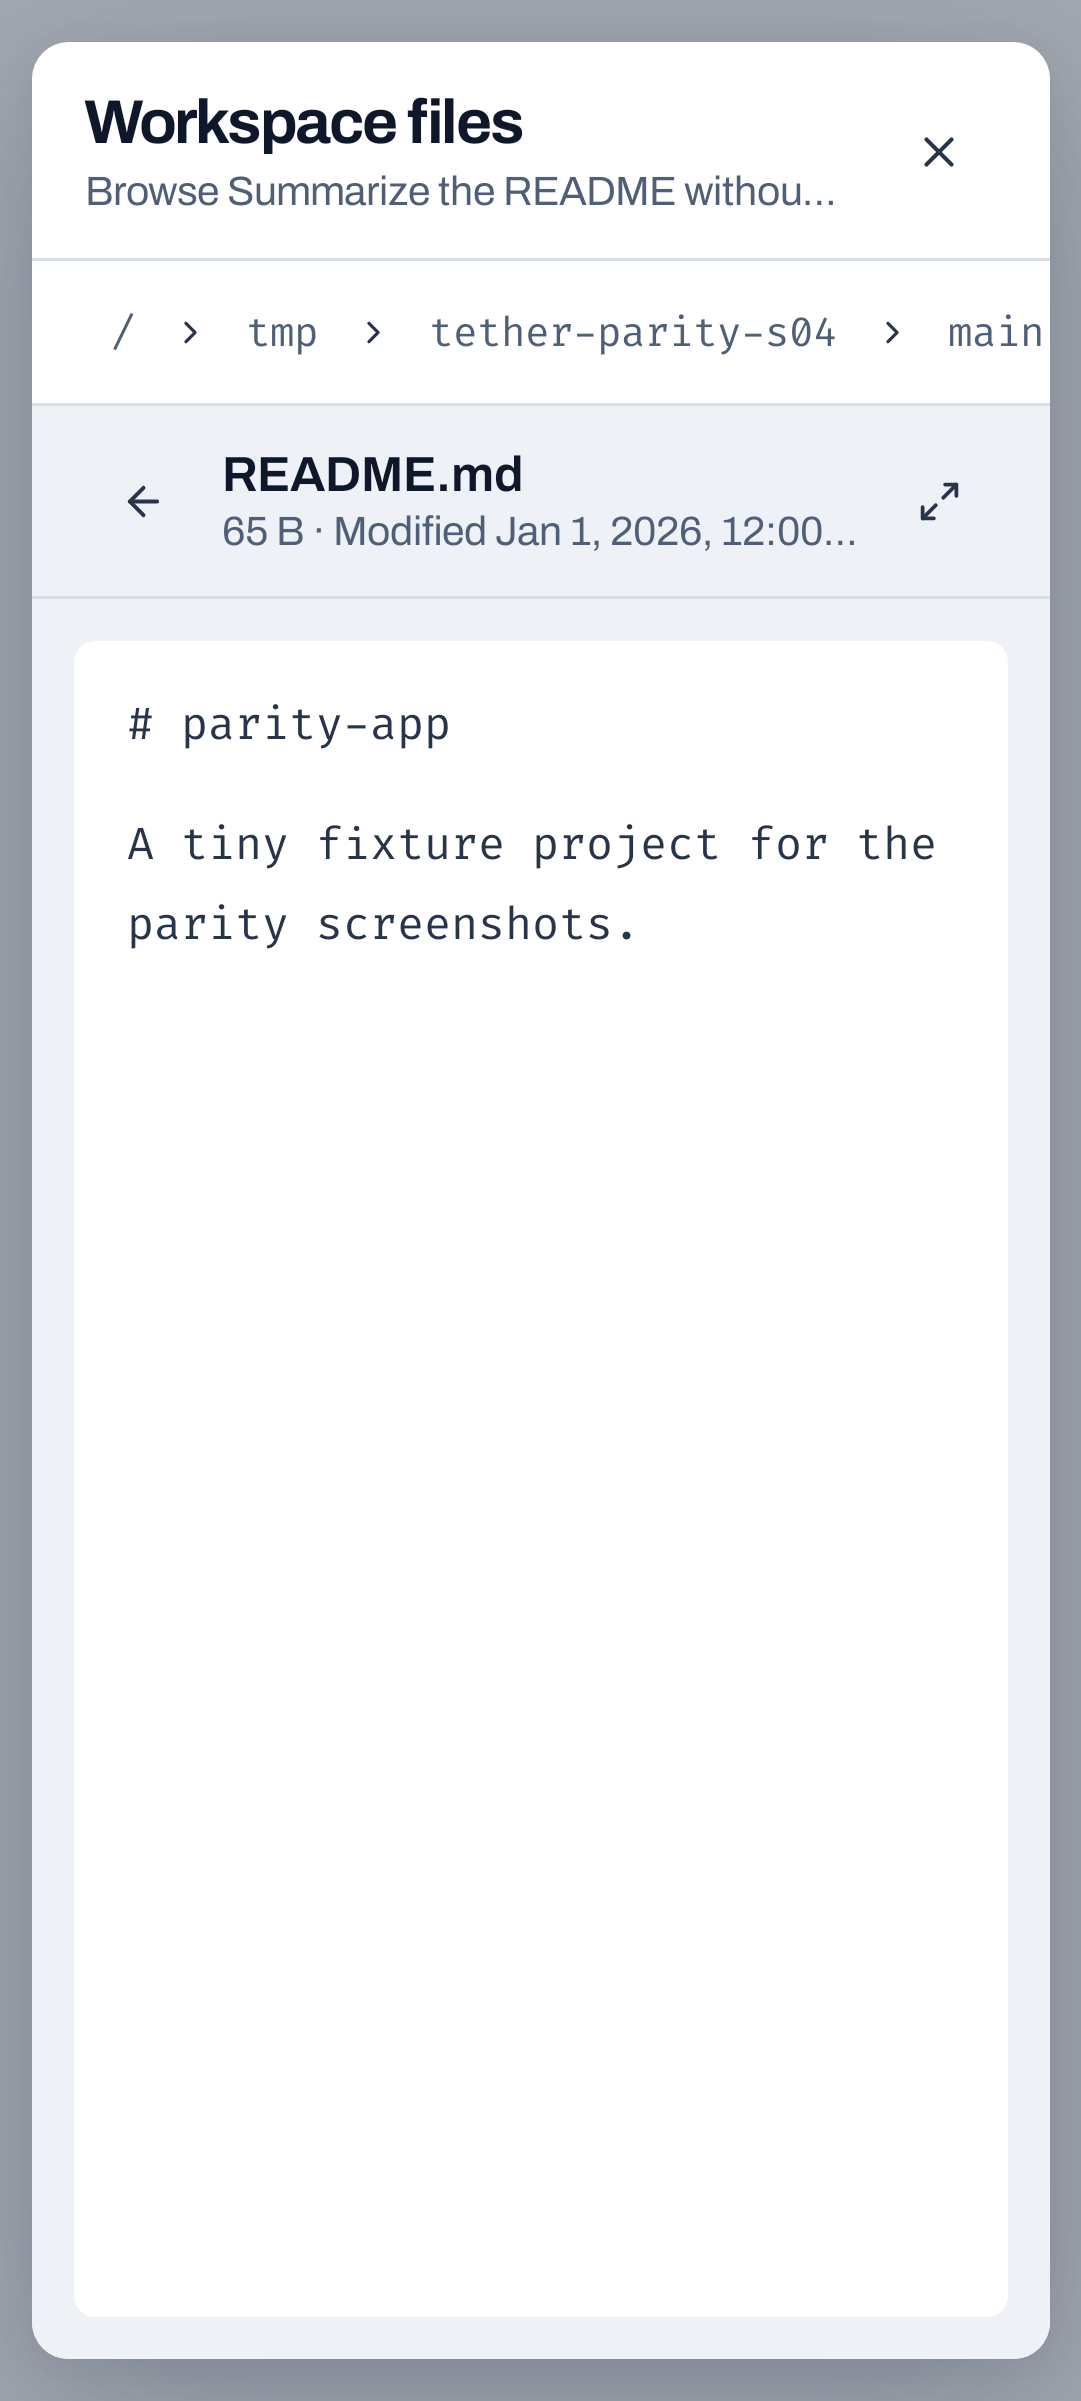 Workspace files
Browse Summarize the README withou...
/ > tmp > tether-parity-s04 > main
README.md
65 B · Modified Jan 1, 2026, 12:00...
# parity-app
A tiny fixture project for the
parity screenshots.